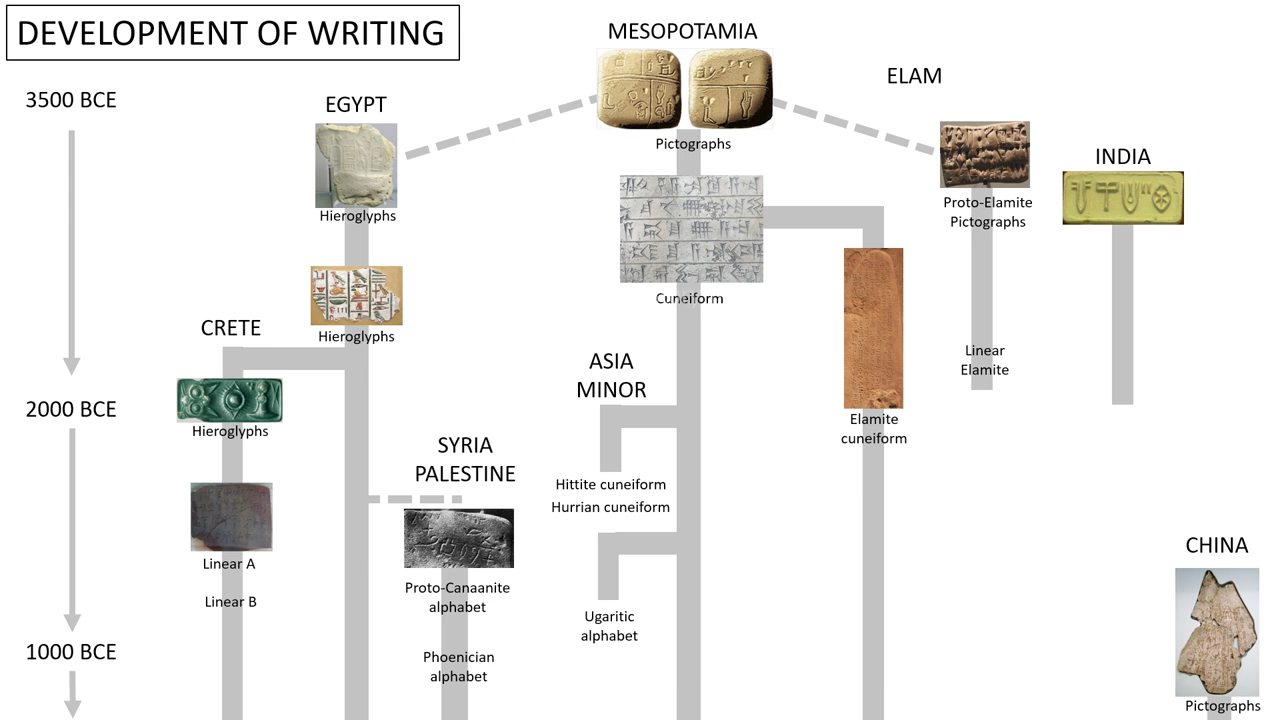 DEVELOPMENT OF WRITING
MESOPOTAMIA
ELAM
3500 BCE
EGYPT
Pictographs
INDIA
Hieroglyphs
Proto-Elamite
Pictographs
Cuneiform
CRETE
Hieroglyphs
ASIA
MINOR
Linear
Elamite
2000 BCE
Hieroglyphs
Elamite
cuneiform
SYRIA
PALESTINE
Hittite cuneiform
Hurrian cuneiform
CHINA
Linear A
Proto-Canaanite
alphabet
Linear B
Ugaritic
alphabet
1000 BCE
Phoenician
alphabet
Pictographs